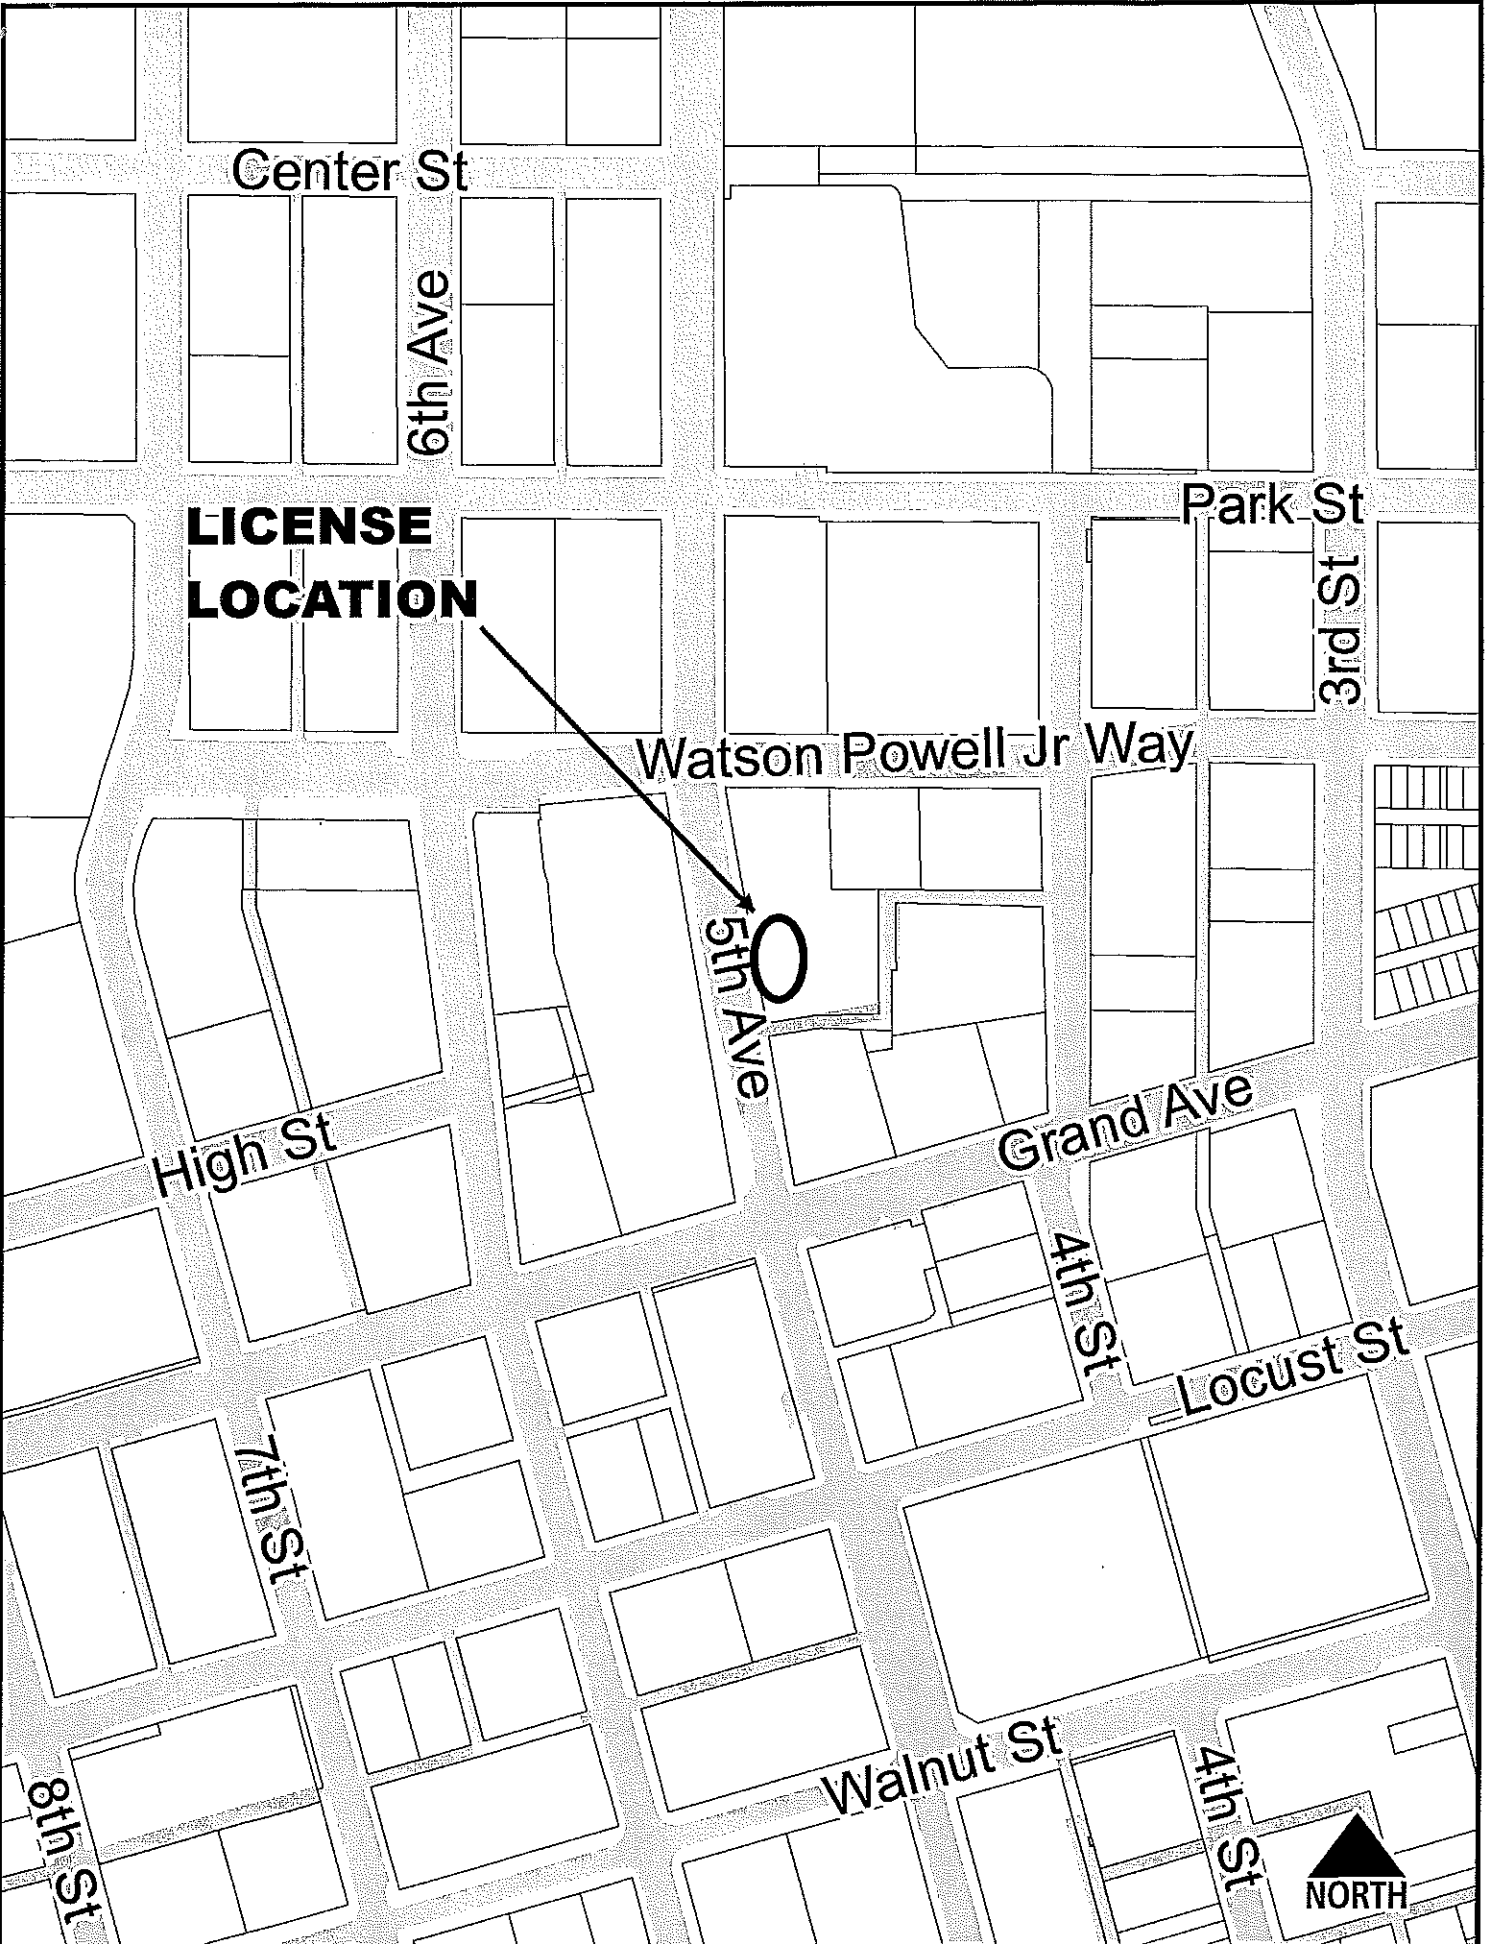 Center St
6th Ave
Park St
LICENSE
LOCATION
3rd St
Watson Powell Jr Way
5th Ave
Grand Ave
High St
4th St
Locust St
7th St
Walnut St
4th St
8th St
NORTH